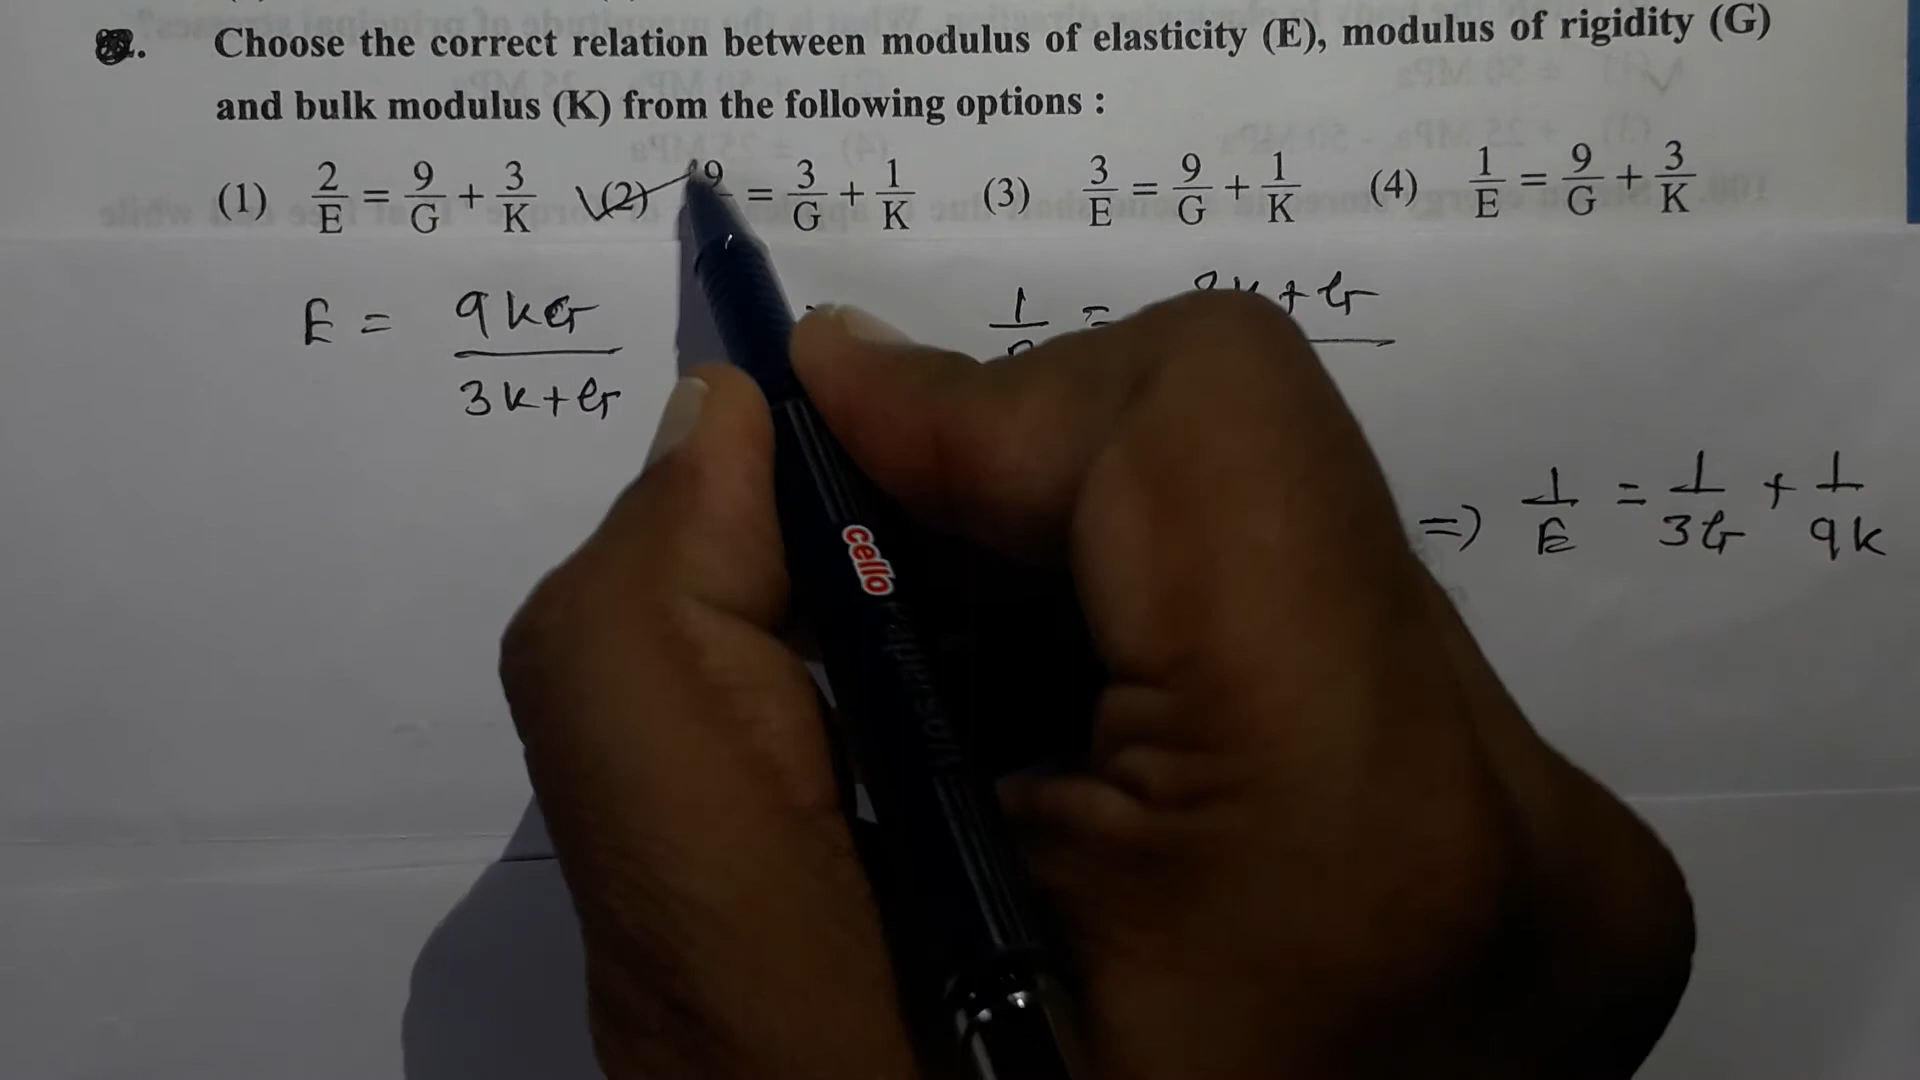 Choose the correct relation between modulus of elasticity (E), modulus of rigidity (G)
and bulk modulus (K) from the following options :
(1) 2/E = 9/G + 3/K (2) 9 = 3/G + 1/K (3) 3/E = 9/G + 1/K (4) 1/E = 9/G + 3/K
E = 9KG/3K+G
1 = + G
=) 1/E = 1/3G + 1/9K
cello